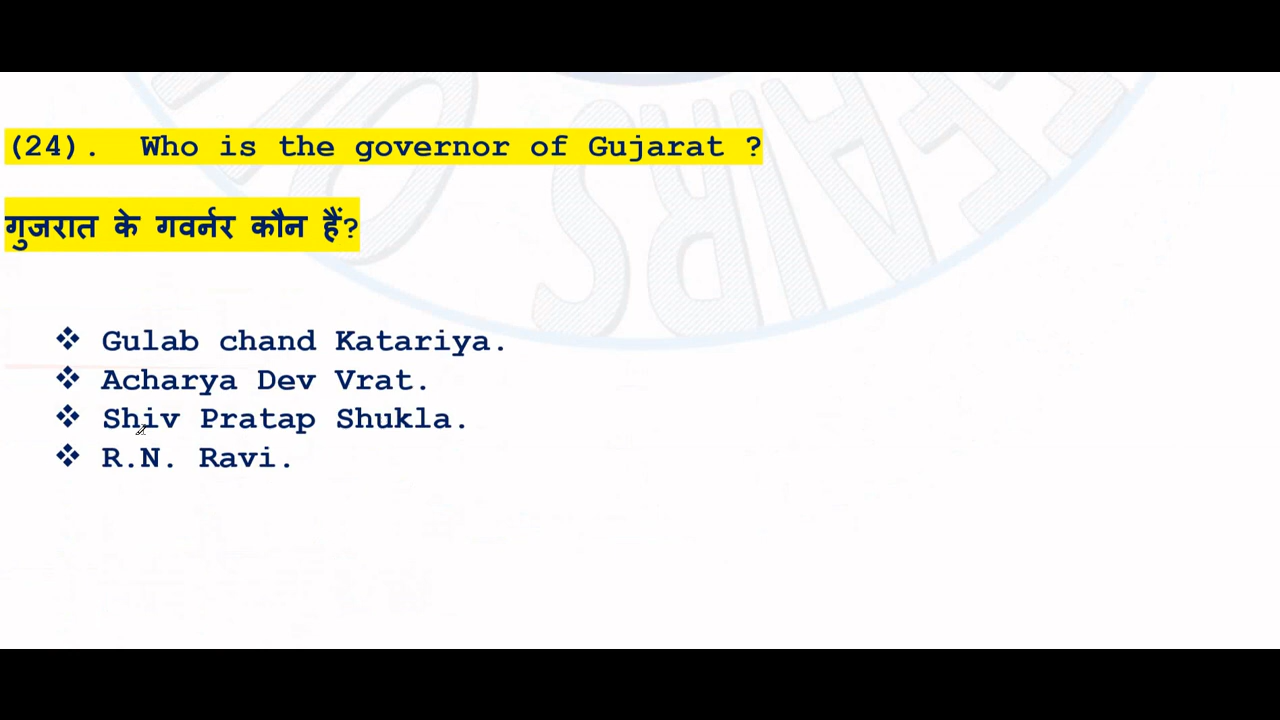 (24). Who is the governor of Gujarat ?
गुजरात के गवर्नर कौन हैं?
❖ Gulab chand Katariya.
❖ Acharya Dev Vrat.
❖ Shiv Pratap Shukla.
❖ R.N. Ravi.